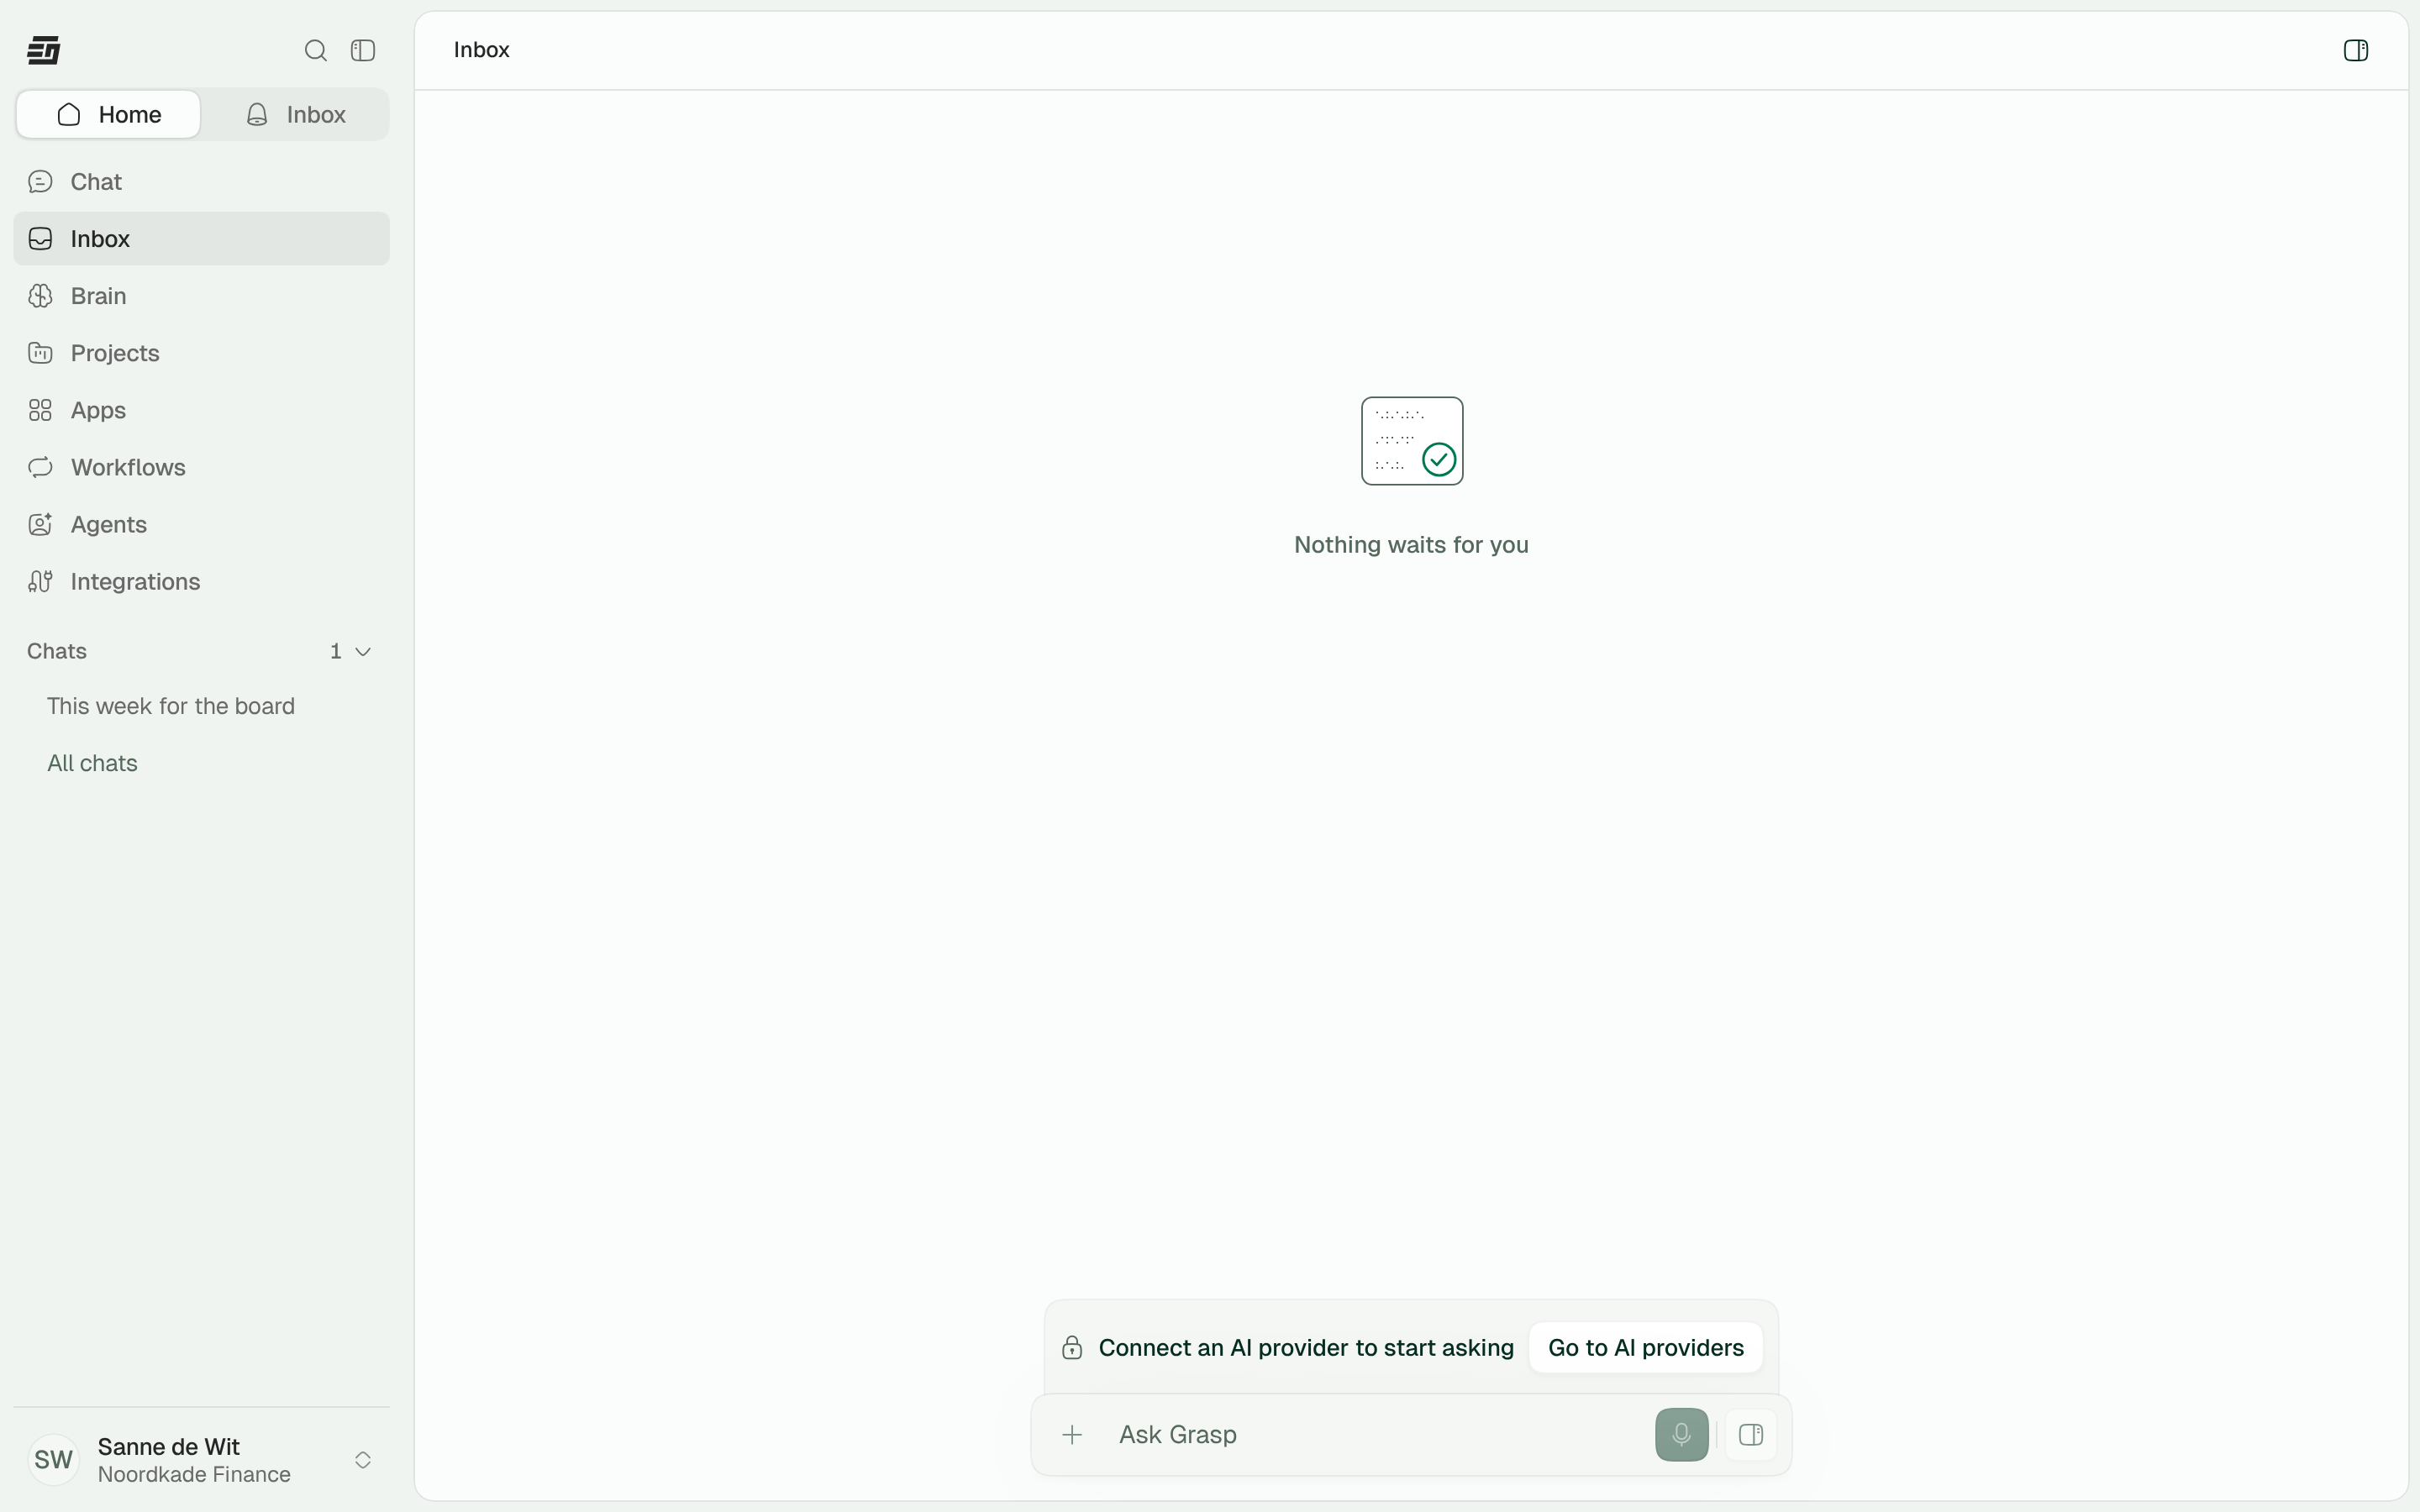 Home
Inbox
Chat
Inbox
Brain
Projects
Apps
Workflows
Agents
Integrations
Chats 1
This week for the board
All chats
SW
Sanne de Wit
Noordkade Finance
Inbox
Nothing waits for you
Connect an AI provider to start asking
Go to AI providers
Ask Grasp